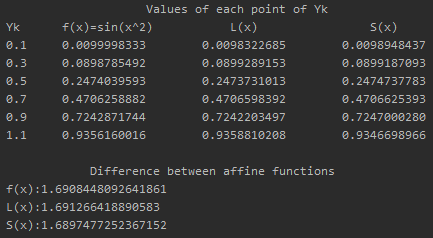 Values of each point of Yk
Yk f(x)=sin(x^2) L(x) S(x)
0.1 0.0099998333 0.0098322685 0.0098948437
0.3 0.0898785492 0.0899289153 0.0899187093
0.5 0.2474039593 0.2473731013 0.2474737783
0.7 0.4706258882 0.4706598392 0.4706625393
0.9 0.7242871744 0.7242203497 0.7247000280
1.1 0.9356160016 0.9358810208 0.9346698966
Difference between affine functions
f(x):1.6908448092641861
L(x):1.691266418890583
S(x):1.6897477252367152